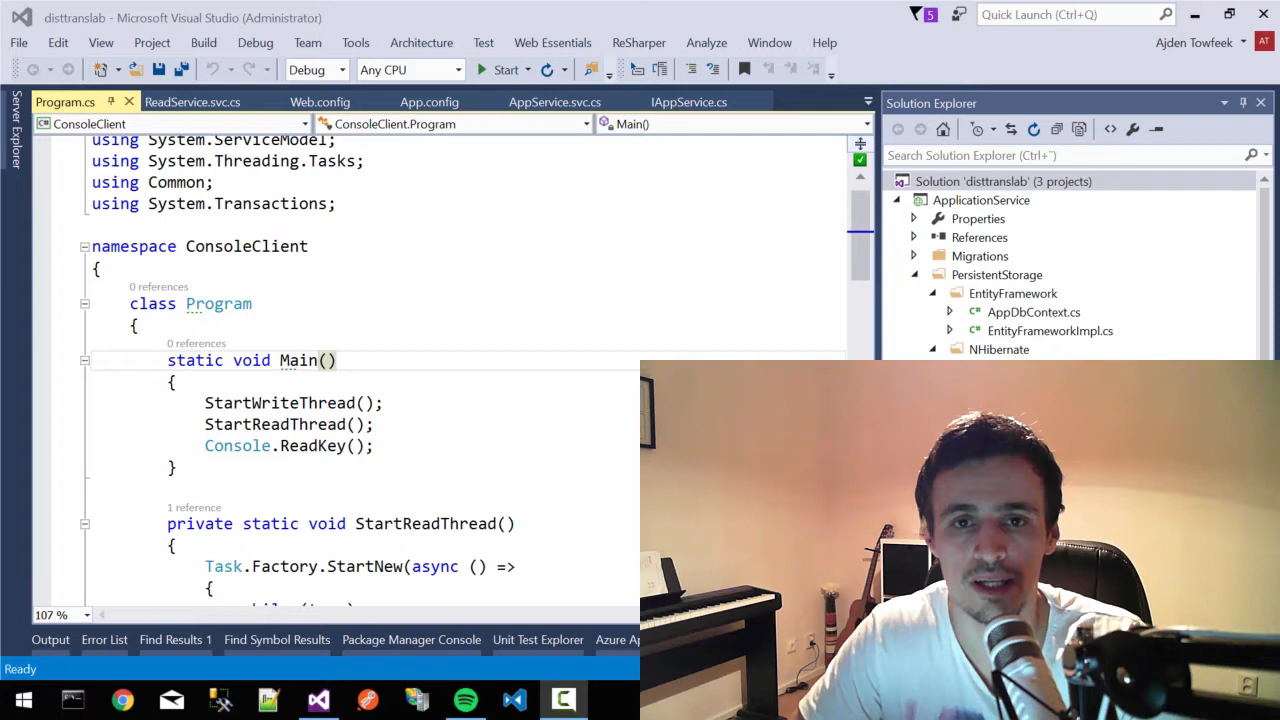 disttranslab - Microsoft Visual Studio (Administrator)
5
Quick Launch (Ctrl+Q)
File Edit View Project Build Debug Team Tools Architecture Test Web Essentials ReSharper Analyze Window Help
Ajden Towfeek
AT
Debug
Any CPU
Start
Server Explorer
Program.cs
ReadService.svc.cs
Web.config
App.config
AppService.svc.cs
IAppService.cs
ConsoleClient
ConsoleClient.Program
Main()
using System.ServiceModel;
using System.Threading.Tasks;
using Common;
using System.Transactions;
namespace ConsoleClient
{
0 references
class Program
{
0 references
static void Main()
{
StartWriteThread();
StartReadThread();
Console.ReadKey();
}
1 reference
private static void StartReadThread()
{
Task.Factory.StartNew(async () =>
{
107 %
Solution Explorer
Search Solution Explorer (Ctrl+¨)
Solution 'disttranslab' (3 projects)
ApplicationService
Properties
References
Migrations
PersistentStorage
EntityFramework
AppDbContext.cs
EntityFrameworkImpl.cs
NHibernate
Output Error List Find Results 1 Find Symbol Results Package Manager Console Unit Test Explorer Azure Ap
Ready